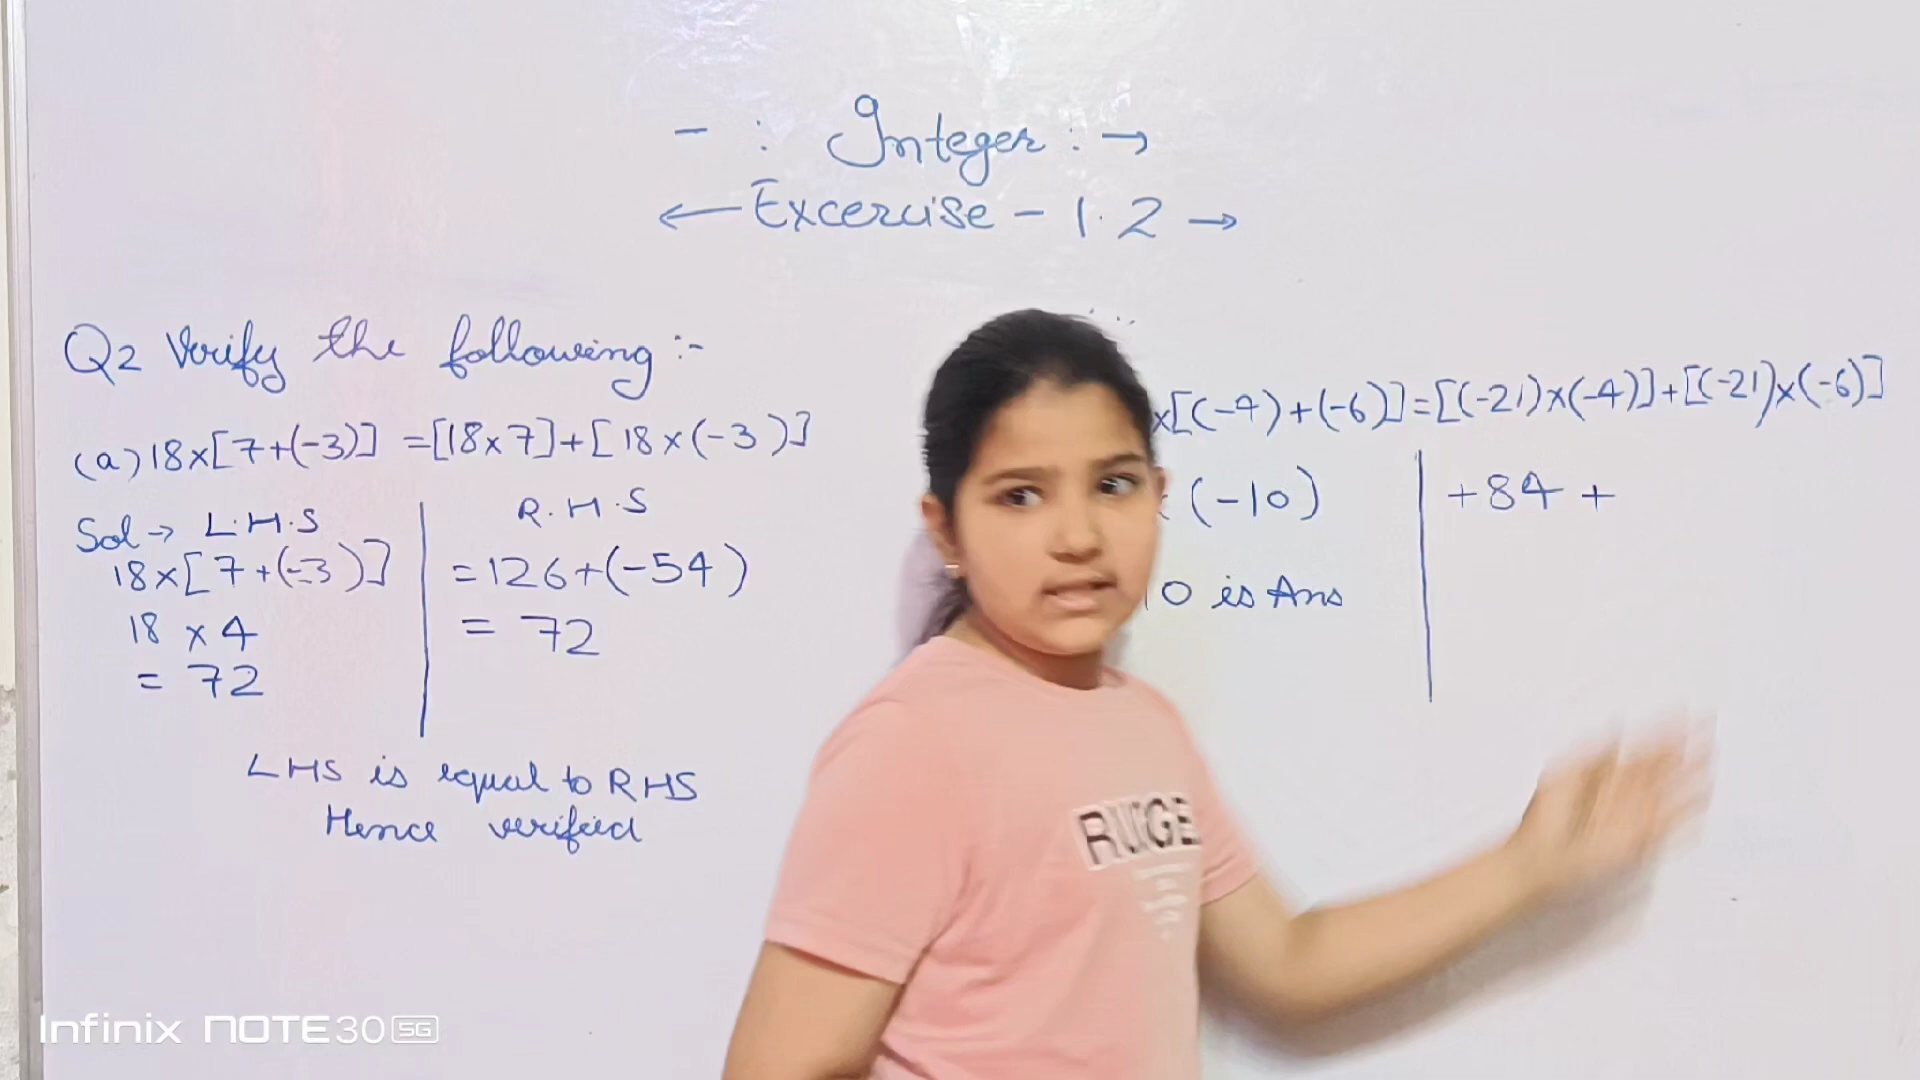 - : Integer : →
← Excercise - 1.2 →
Q2 Verify the following :-
(a) 18×[7+(-3)] =[18×7]+[18×(-3)]
Sol → L.H.S
18×[7+(-3)]
18 × 4
= 72
R.H.S
=126+(-54)
= 72
LHS is equal to RHS
Hence verified
×[(-4)+(-6)]=[(-21)×(-4)]+[(-21)×(-6)]
(-10)
10 is Ans
+84 +
Infinix NOTE 30 5G